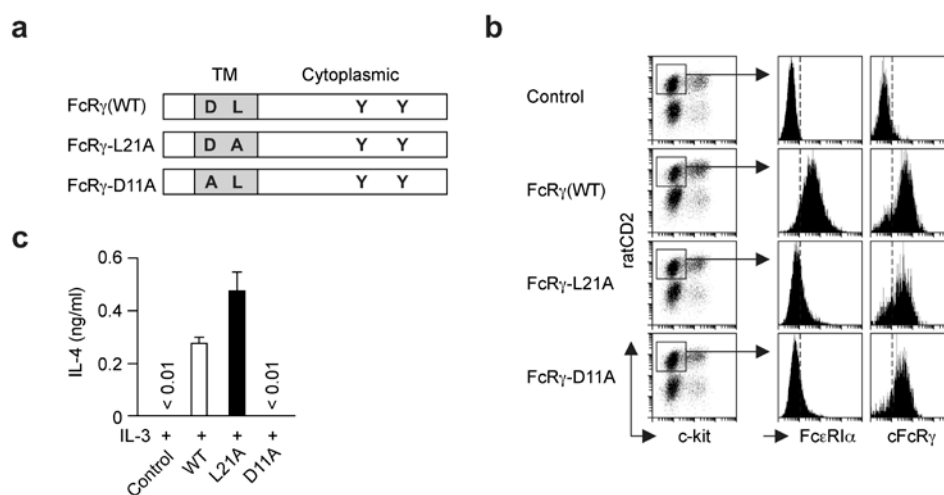 a
TM Cytoplasmic
FcRγ(WT) D L Y Y
FcRγ-L21A D A Y Y
FcRγ-D11A A L Y Y
b
Control
FcRγ(WT)
FcRγ-L21A
FcRγ-D11A
ratCD2
c-kit
FcεRIα
cFcRγ
c
IL-4 (ng/ml)
0.6
0.4
0.2
0
< 0.01
< 0.01
IL-3 + + + +
Control
WT
L21A
D11A